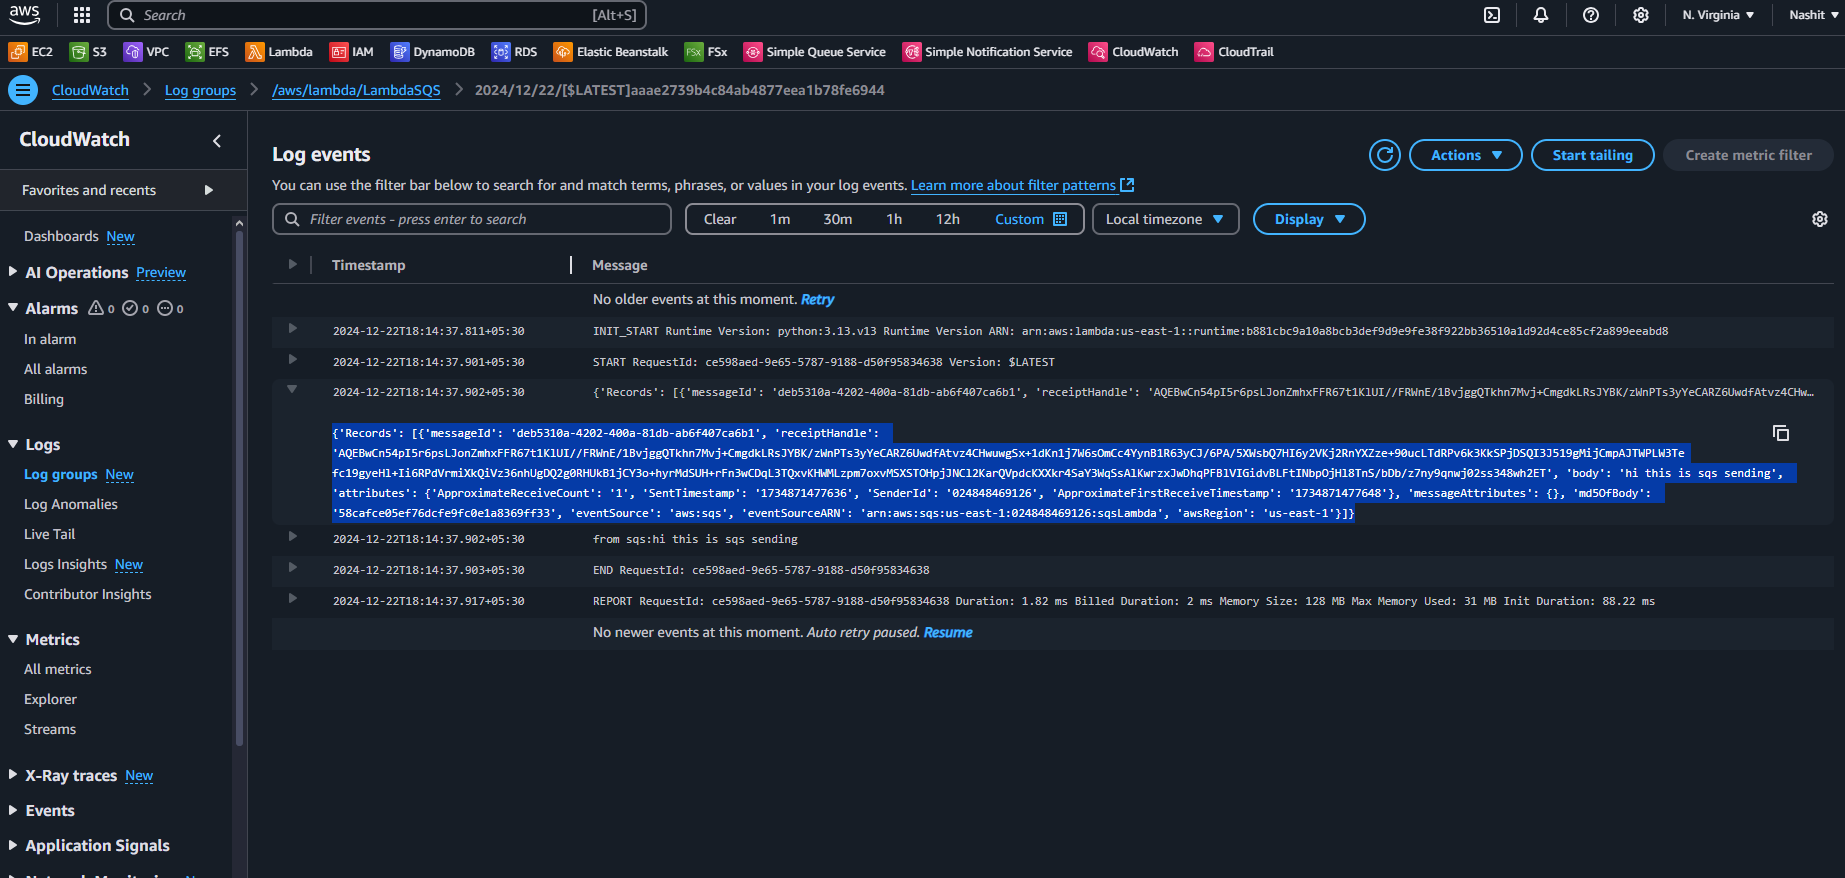 aws
Search [Alt+S]
N. Virginia Nashit
EC2 S3 VPC EFS Lambda IAM DynamoDB RDS Elastic Beanstalk FSx Simple Queue Service Simple Notification Service CloudWatch CloudTrail
CloudWatch Log groups /aws/lambda/LambdaSQS 2024/12/22/[$LATEST]aaae2739b4c84ab4877eea1b78fe6944
CloudWatch
Favorites and recents
Dashboards New
AI Operations Preview
Alarms 0 0 0
In alarm
All alarms
Billing
Logs
Log groups New
Log Anomalies
Live Tail
Logs Insights New
Contributor Insights
Metrics
All metrics
Explorer
Streams
X-Ray traces New
Events
Application Signals
Log events
Actions Start tailing Create metric filter
You can use the filter bar below to search for and match terms, phrases, or values in your log events. Learn more about filter patterns
Filter events - press enter to search Clear 1m 30m 1h 12h Custom Local timezone Display
Timestamp Message
No older events at this moment. Retry
2024-12-22T18:14:37.811+05:30 INIT_START Runtime Version: python:3.13.v13 Runtime Version ARN: arn:aws:lambda:us-east-1::runtime:b881cbc9a10a8bcb3def9d9e9fe38f922bb36510a1d92d4ce85cf2a899eeabd8
2024-12-22T18:14:37.901+05:30 START RequestId: ce598aed-9e65-5787-9188-d50f95834638 Version: $LATEST
2024-12-22T18:14:37.902+05:30 {'Records': [{'messageId': 'deb5310a-4202-400a-81db-ab6f407ca6b1', 'receiptHandle': 'AQEBwCn54pI5r6psLJonZmhxFFR67t1KlUI//FRWnE/1BvjggQTkhn7Mvj+CmgdkLRsJYBK/zWnPTs3yYeCARZ6UwdfAtvz4CHw…
{'Records': [{'messageId': 'deb5310a-4202-400a-81db-ab6f407ca6b1', 'receiptHandle':
'AQEBwCn54pI5r6psLJonZmhxFFR67t1KlUI//FRWnE/1BvjggQTkhn7Mvj+CmgdkLRsJYBK/zWnPTs3yYeCARZ6UwdfAtvz4CHwuwgSx+1dKn1j7W6sOmCc4YynB1R63yCJ/6PA/5XWsbQ7HI6y2VKj2RnYXZze+90ucLTdRPv6k3KkSPjDSQI3J519gMijCmpAJTWPLW3Te
fc19gyeHl+Ii6RPdVrmiXkQiVz36nhUgDQ2g0RHUkB1jCY3o+hyrMdSUH+rFn3wCDqL3TQxvKHWMLzpm7oxvMSXSTOHpjJNCl2KarQVpdcKXXkr4SaY3WqSsAlKwrzxJwDhqPFBlVIGidvBLFtINbpOjHl8TnS/bDb/z7ny9qnwj02ss348wh2ET', 'body': 'hi this is sqs sending',
'attributes': {'ApproximateReceiveCount': '1', 'SentTimestamp': '1734871477636', 'SenderId': '024848469126', 'ApproximateFirstReceiveTimestamp': '1734871477648'}, 'messageAttributes': {}, 'md5OfBody':
'58cafce05ef76dcfe9fc0e1a8369ff33', 'eventSource': 'aws:sqs', 'eventSourceARN': 'arn:aws:sqs:us-east-1:024848469126:sqsLambda', 'awsRegion': 'us-east-1'}]}
2024-12-22T18:14:37.902+05:30 from sqs:hi this is sqs sending
2024-12-22T18:14:37.903+05:30 END RequestId: ce598aed-9e65-5787-9188-d50f95834638
2024-12-22T18:14:37.917+05:30 REPORT RequestId: ce598aed-9e65-5787-9188-d50f95834638 Duration: 1.82 ms Billed Duration: 2 ms Memory Size: 128 MB Max Memory Used: 31 MB Init Duration: 88.22 ms
No newer events at this moment. Auto retry paused. Resume